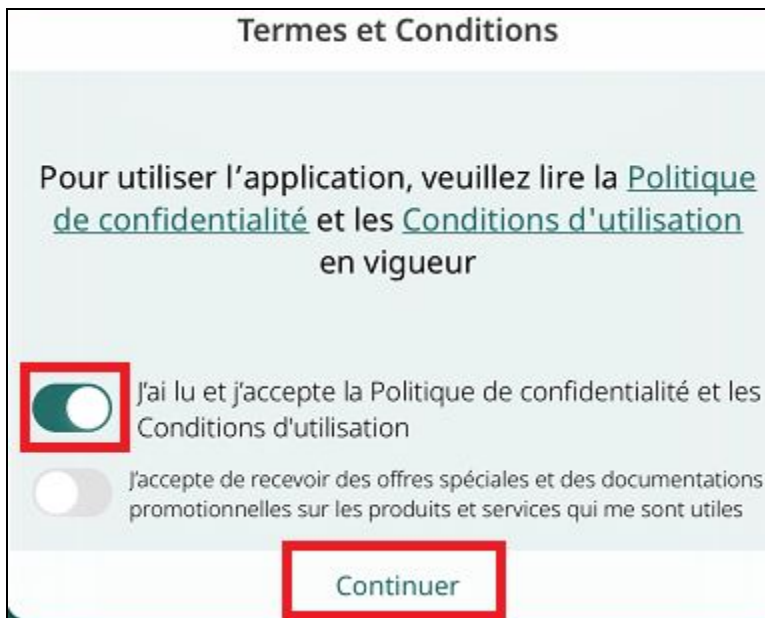 Termes et Conditions
Pour utiliser l’application, veuillez lire la Politique
de confidentialité et les Conditions d'utilisation
en vigueur
J’ai lu et j’accepte la Politique de confidentialité et les
Conditions d'utilisation
J’accepte de recevoir des offres spéciales et des documentations
promotionnelles sur les produits et services qui me sont utiles
Continuer